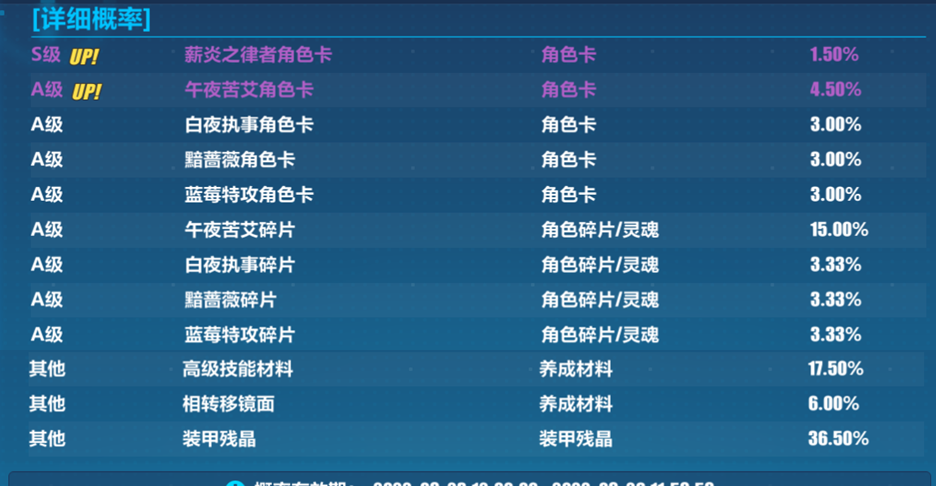 [详细概率]
S级 UP! 薪炎之律者角色卡 角色卡 1.50%
A级 UP! 午夜苦艾角色卡 角色卡 4.50%
A级 白夜执事角色卡 角色卡 3.00%
A级 黯蔷薇角色卡 角色卡 3.00%
A级 蓝莓特攻角色卡 角色卡 3.00%
A级 午夜苦艾碎片 角色碎片/灵魂 15.00%
A级 白夜执事碎片 角色碎片/灵魂 3.33%
A级 黯蔷薇碎片 角色碎片/灵魂 3.33%
A级 蓝莓特攻碎片 角色碎片/灵魂 3.33%
其他 高级技能材料 养成材料 17.50%
其他 相转移镜面 养成材料 6.00%
其他 装甲残晶 装甲残晶 36.50%